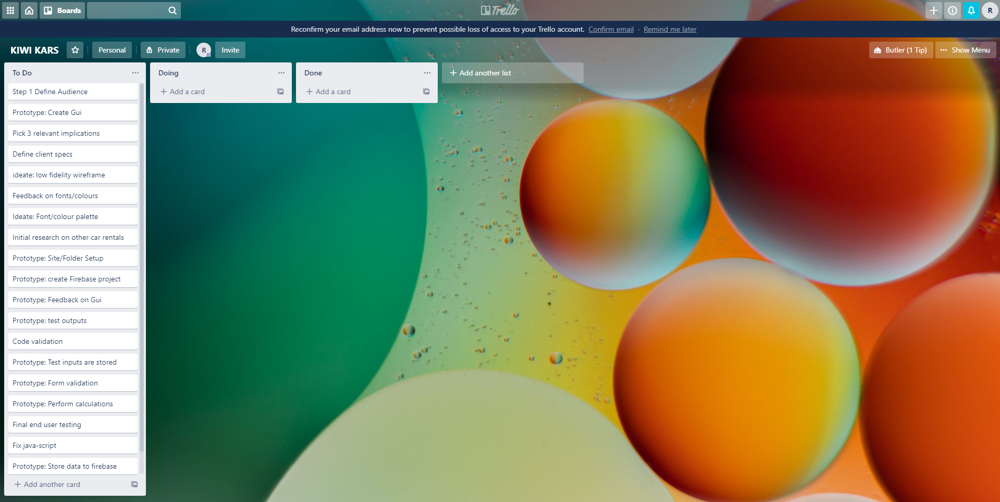 Boards
Trello
R
Reconfirm your email address now to prevent possible loss of access to your Trello account. Confirm email · Remind me later
KIWI KARS
Personal
Private
R
Invite
Butler (1 Tip)
Show Menu
To Do
Step 1 Define Audience
Prototype: Create Gui
Pick 3 relevant implications
Define client specs
ideate: low fidelity wireframe
Feedback on fonts/colours
Ideate: Font/colour palette
Initial research on other car rentals
Prototype: Site/Folder Setup
Prototype: create Firebase project
Prototype: Feedback on Gui
Prototype: test outputs
Code validation
Prototype: Test inputs are stored
Prototype: Form validation
Prototype: Perform calculations
Final end user testing
Fix java-script
Prototype: Store data to firebase
+ Add another card
Doing
+ Add a card
Done
+ Add a card
+ Add another list